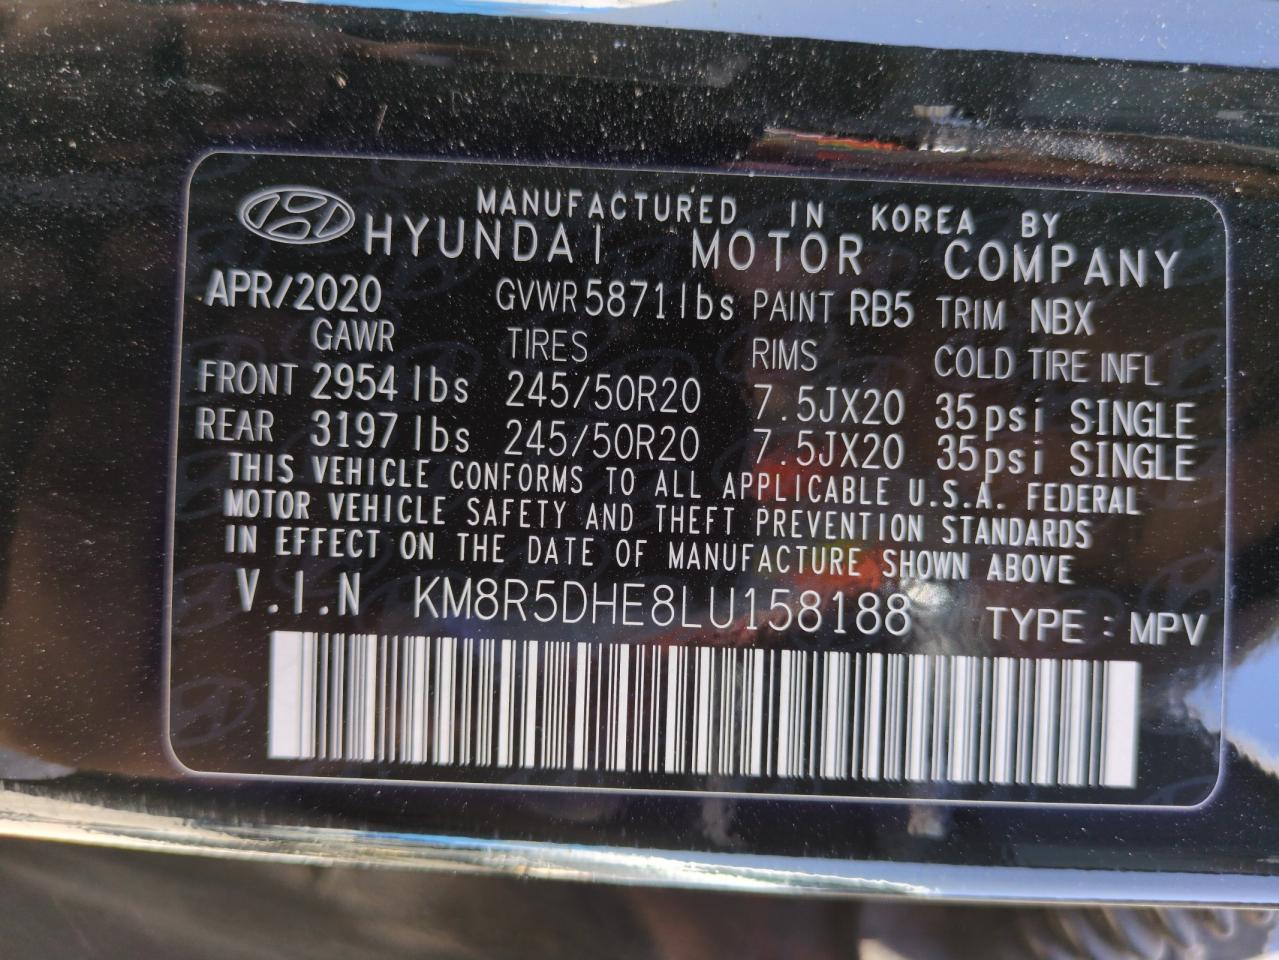 MANUFACTURED IN KOREA BY
HYUNDAI MOTOR COMPANY
APR/2020 GVWR 5871 lbs PAINT RB5 TRIM NBX
GAWR TIRES RIMS COLD TIRE INFL
FRONT 2954 lbs 245/50R20 7.5JX20 35psi SINGLE
REAR 3197 lbs 245/50R20 7.5JX20 35psi SINGLE
THIS VEHICLE CONFORMS TO ALL APPLICABLE U.S.A. FEDERAL
MOTOR VEHICLE SAFETY AND THEFT PREVENTION STANDARDS
IN EFFECT ON THE DATE OF MANUFACTURE SHOWN ABOVE
V.I.N KM8R5DHE8LU158188 TYPE : MPV